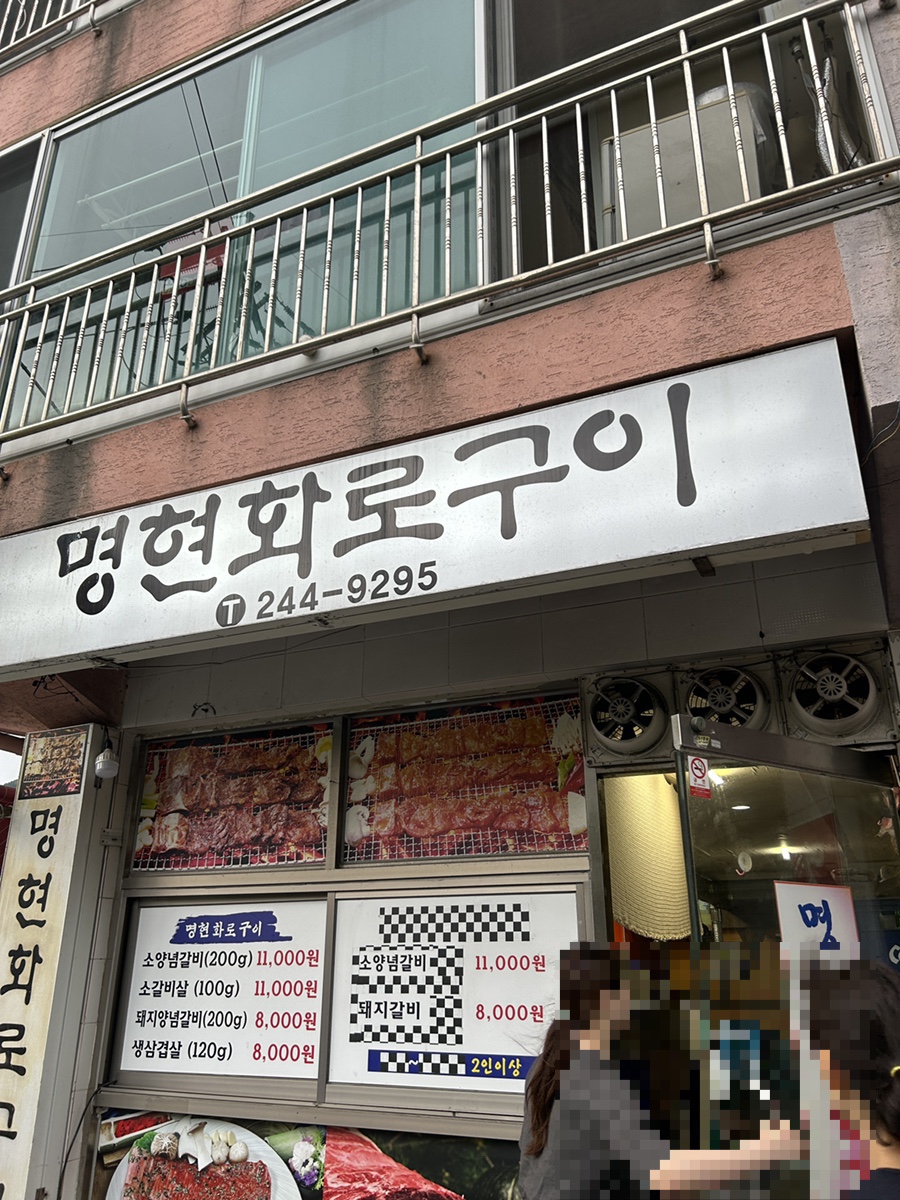 명현화로구이
T 244-9295
명현화로구
명현화로구이
소양념갈비(200g) 11,000원
소갈비살 (100g) 11,000원
돼지양념갈비(200g) 8,000원
생삼겹살 (120g) 8,000원
소양념갈비 11,000원
돼지갈비 8,000원
2인이상
명